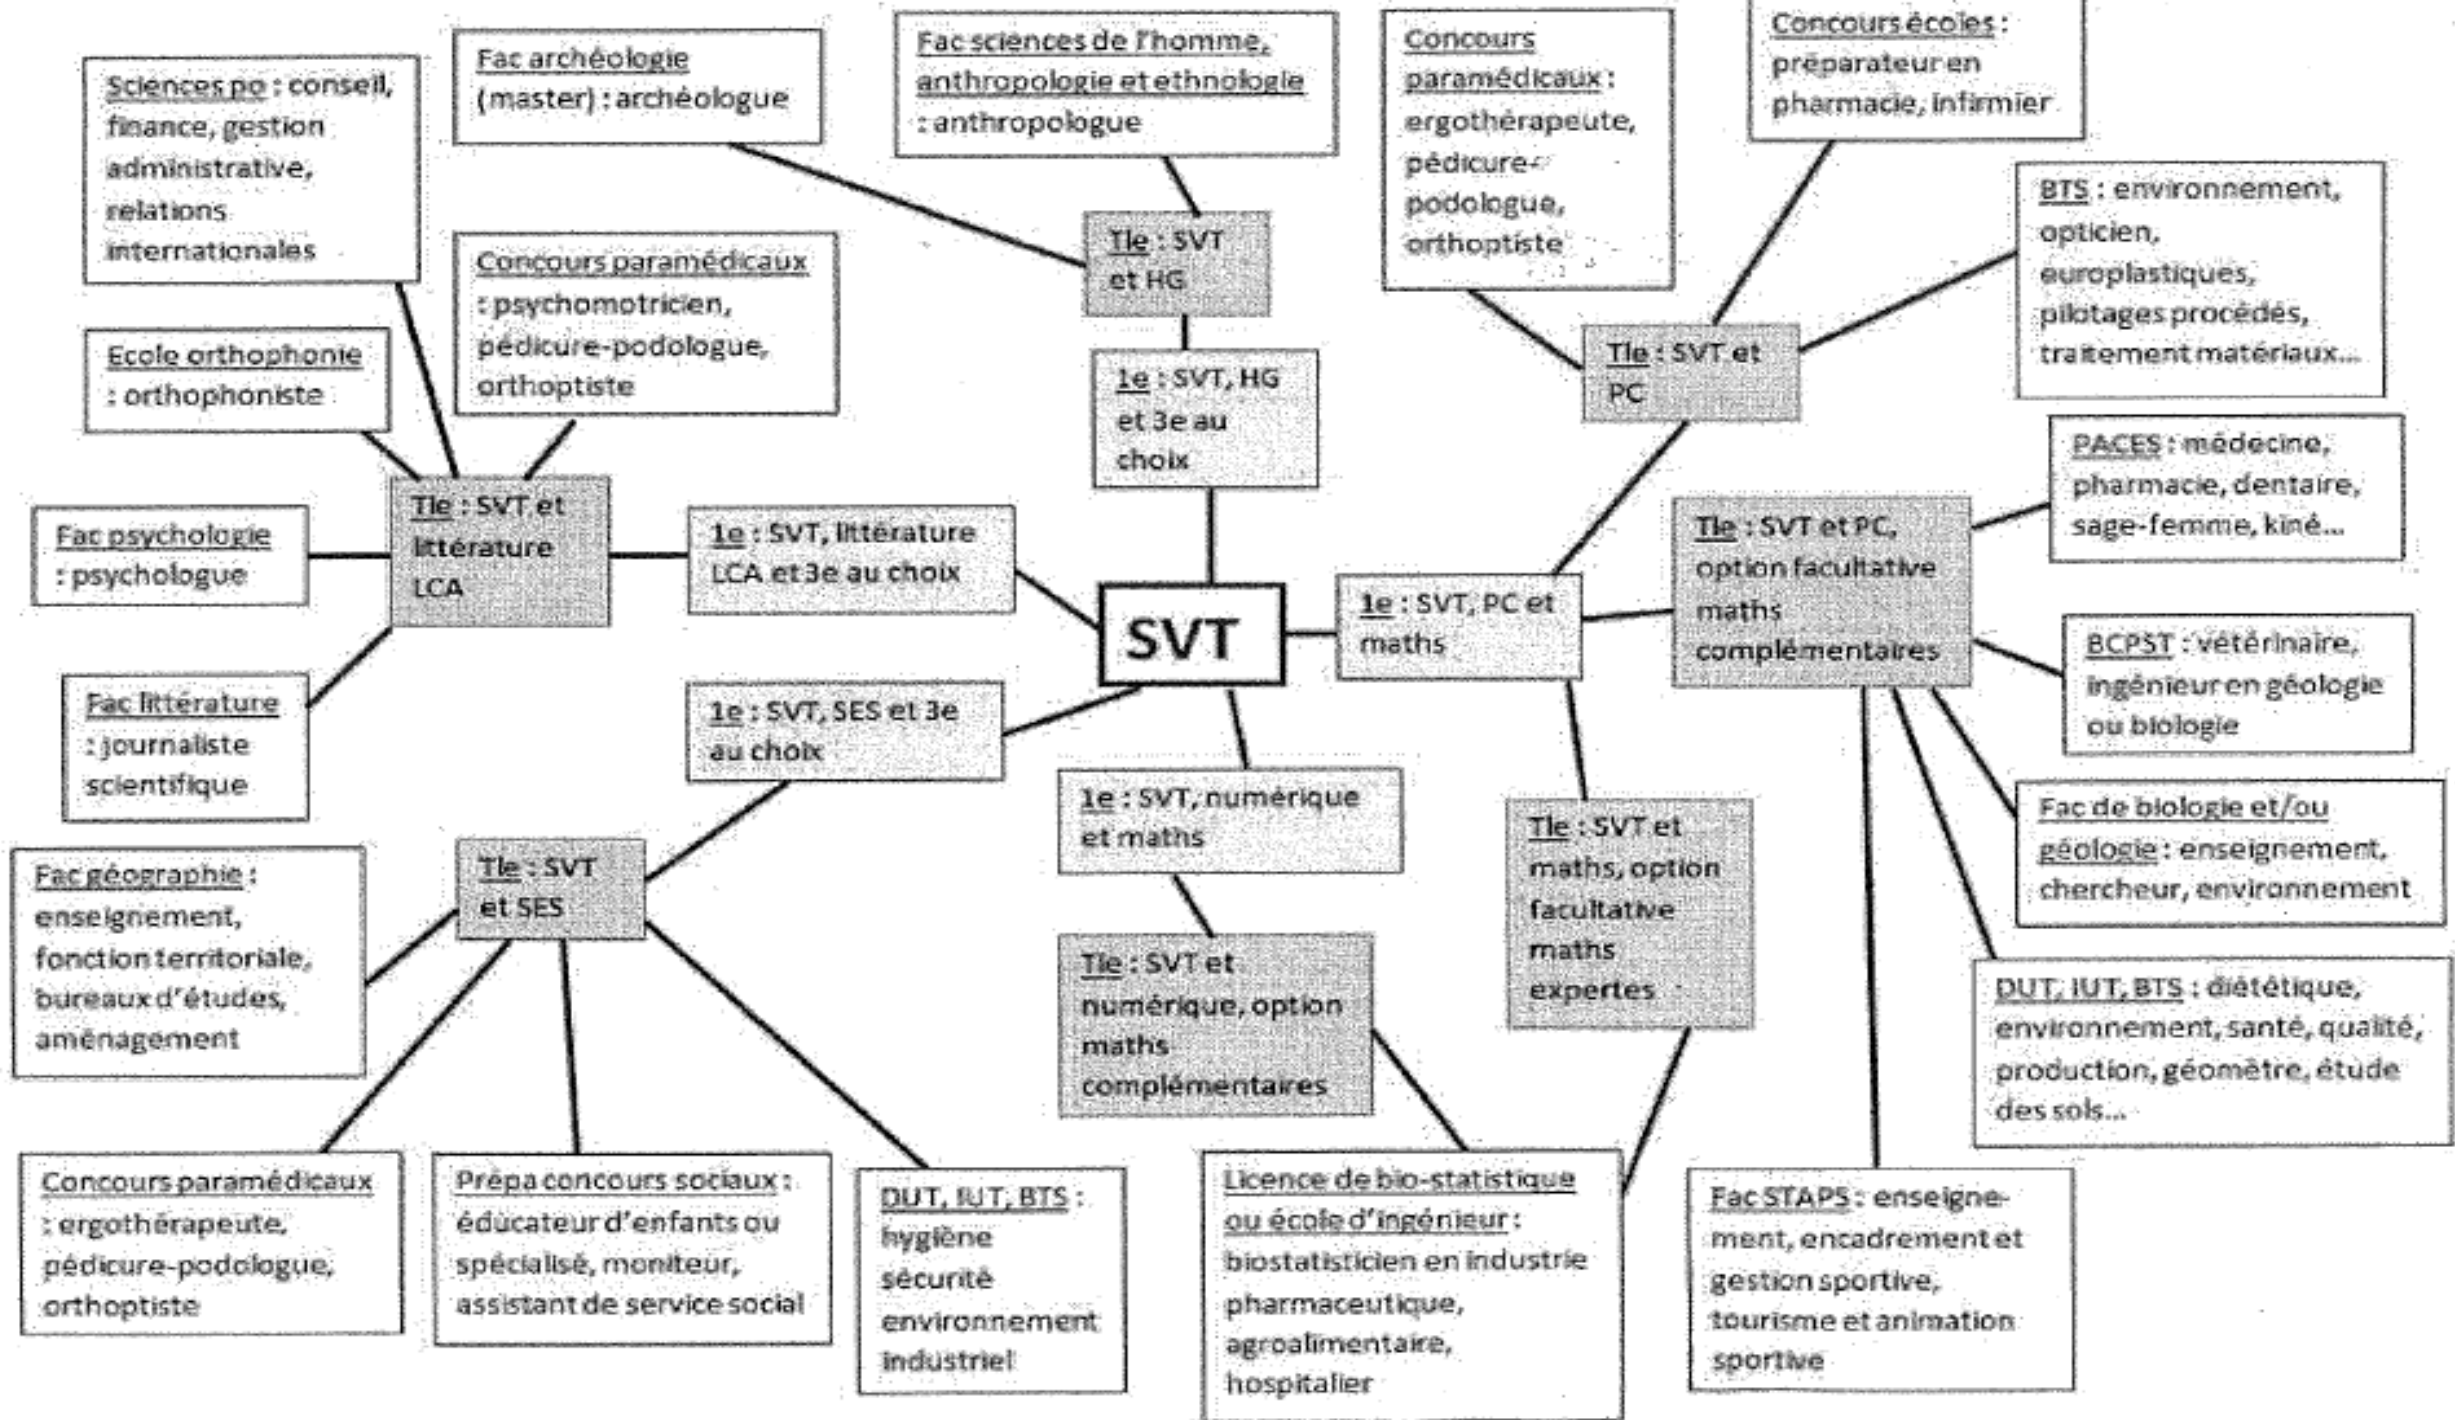 Sciences po : conseil,
finance, gestion
administrative,
relations
internationales
Fac archéologie
(master) : archéologue
Fac sciences de l'homme,
anthropologie et ethnologie
: anthropologue
Concours
paramédicaux :
ergothérapeute,
pédicure-
podologue,
orthoptiste
Concours écoles :
préparateur en
pharmacie, infirmier
BTS : environnement,
opticien,
europlastiques,
pilotages procédés,
traitement matériaux...
Ecole orthophonie
: orthophoniste
Concours paramédicaux
: psychomotricien,
pédicure-podologue,
orthoptiste
Tle : SVT
et HG
1e : SVT, HG
et 3e au
choix
Tle : SVT et
PC
PACES : médecine,
pharmacie, dentaire,
sage-femme, kiné...
Fac psychologie
: psychologue
Tle : SVT et
littérature
LCA
1e : SVT, littérature
LCA et 3e au choix
SVT
1e : SVT, PC et
maths
Tle : SVT et PC,
option facultative
maths
complémentaires
BCPST : vétérinaire,
ingénieur en géologie
ou biologie
Fac littérature
: journaliste
scientifique
1e : SVT, SES et 3e
au choix
1e : SVT, numérique
et maths
Tle : SVT et
maths, option
facultative
maths
expertes
Fac de biologie et/ou
géologie : enseignement,
chercheur, environnement
Fac géographie :
enseignement,
fonction territoriale,
bureaux d'études,
aménagement
Tle : SVT
et SES
Tle : SVT et
numérique, option
maths
complémentaires
DUT, IUT, BTS : diététique,
environnement, santé, qualité,
production, géomètre, étude
des sols...
Concours paramédicaux
: ergothérapeute,
pédicure-podologue,
orthoptiste
Prépa concours sociaux :
éducateur d'enfants ou
spécialisé, moniteur,
assistant de service social
DUT, IUT, BTS :
hygiène
sécurité
environnement
industriel
Licence de bio-statistique
ou école d'ingénieur :
biostatisticien en industrie
pharmaceutique,
agroalimentaire,
hospitalier
Fac STAPS : enseigne-
ment, encadrement et
gestion sportive,
tourisme et animation
sportive